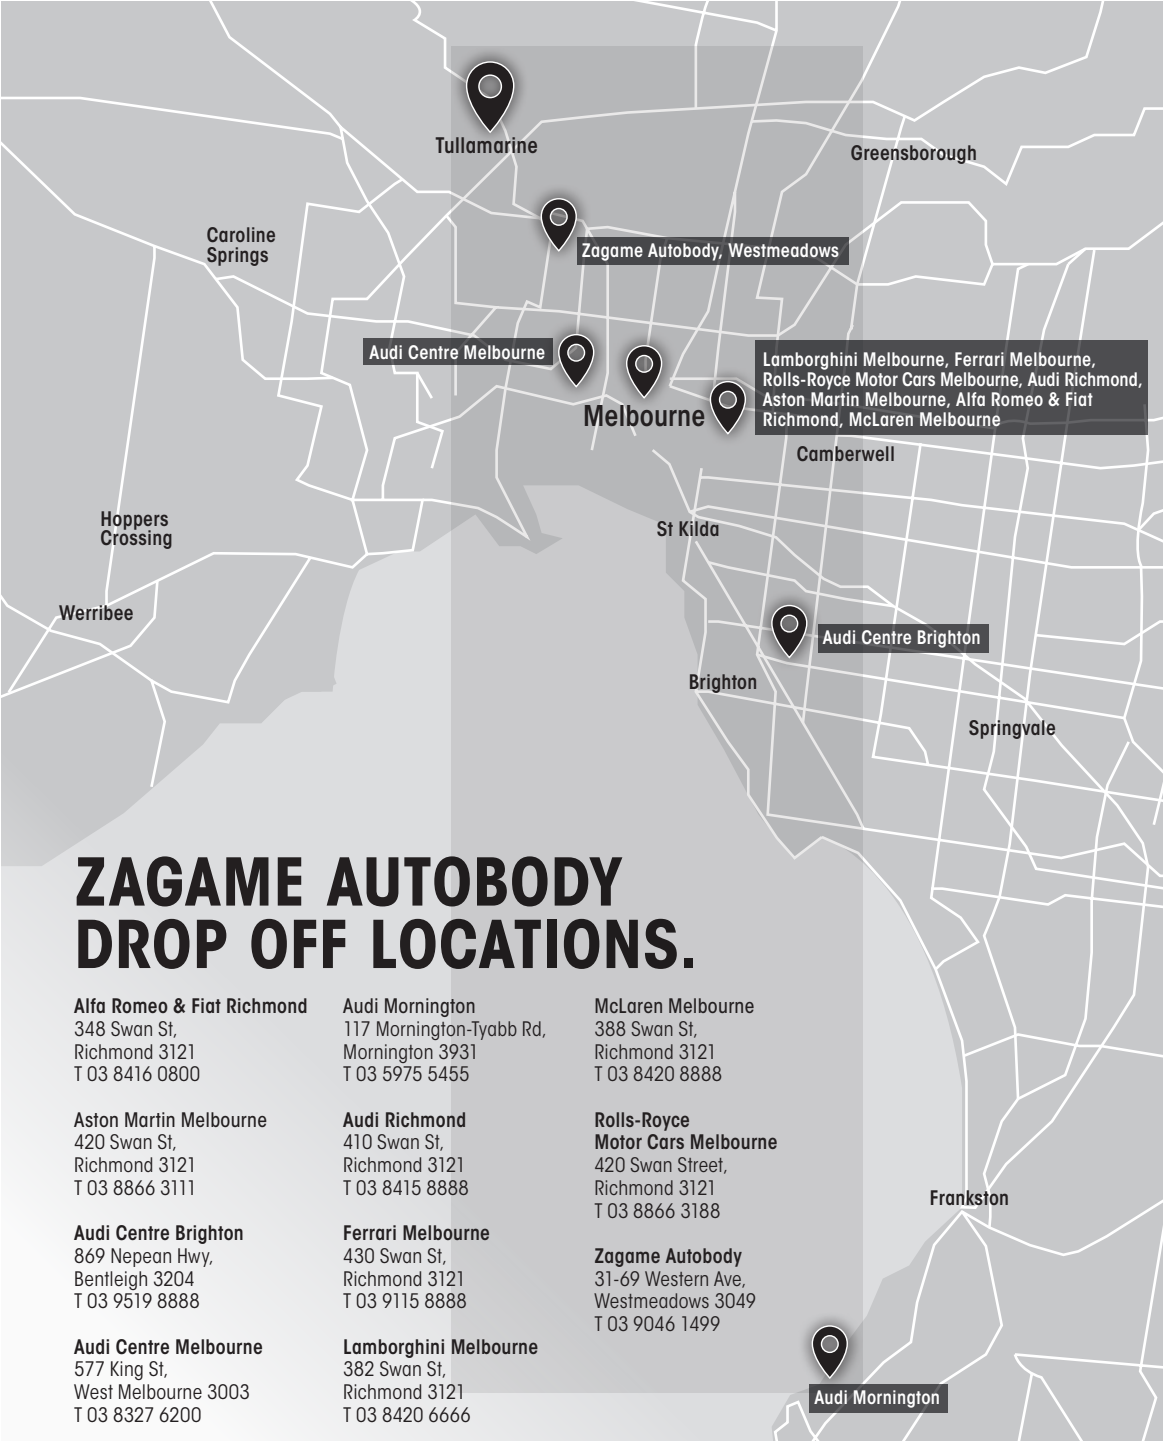 Tullamarine
Greensborough
Caroline
Springs
Zagame Autobody, Westmeadows
Audi Centre Melbourne
Lamborghini Melbourne, Ferrari Melbourne,
Rolls-Royce Motor Cars Melbourne, Audi Richmond,
Aston Martin Melbourne, Alfa Romeo & Fiat
Richmond, McLaren Melbourne
Melbourne
Camberwell
Hoppers
Crossing
St Kilda
Werribee
Audi Centre Brighton
Brighton
Springvale
ZAGAME AUTOBODY
DROP OFF LOCATIONS.
Alfa Romeo & Fiat Richmond
348 Swan St,
Richmond 3121
T 03 8416 0800
Aston Martin Melbourne
420 Swan St,
Richmond 3121
T 03 8866 3111
Audi Centre Brighton
869 Nepean Hwy,
Bentleigh 3204
T 03 9519 8888
Audi Centre Melbourne
577 King St,
West Melbourne 3003
T 03 8327 6200
Audi Mornington
117 Mornington-Tyabb Rd,
Mornington 3931
T 03 5975 5455
Audi Richmond
410 Swan St,
Richmond 3121
T 03 8415 8888
Ferrari Melbourne
430 Swan St,
Richmond 3121
T 03 9115 8888
Lamborghini Melbourne
382 Swan St,
Richmond 3121
T 03 8420 6666
McLaren Melbourne
388 Swan St,
Richmond 3121
T 03 8420 8888
Rolls-Royce
Motor Cars Melbourne
420 Swan Street,
Richmond 3121
T 03 8866 3188
Zagame Autobody
31-69 Western Ave,
Westmeadows 3049
T 03 9046 1499
Frankston
Audi Mornington